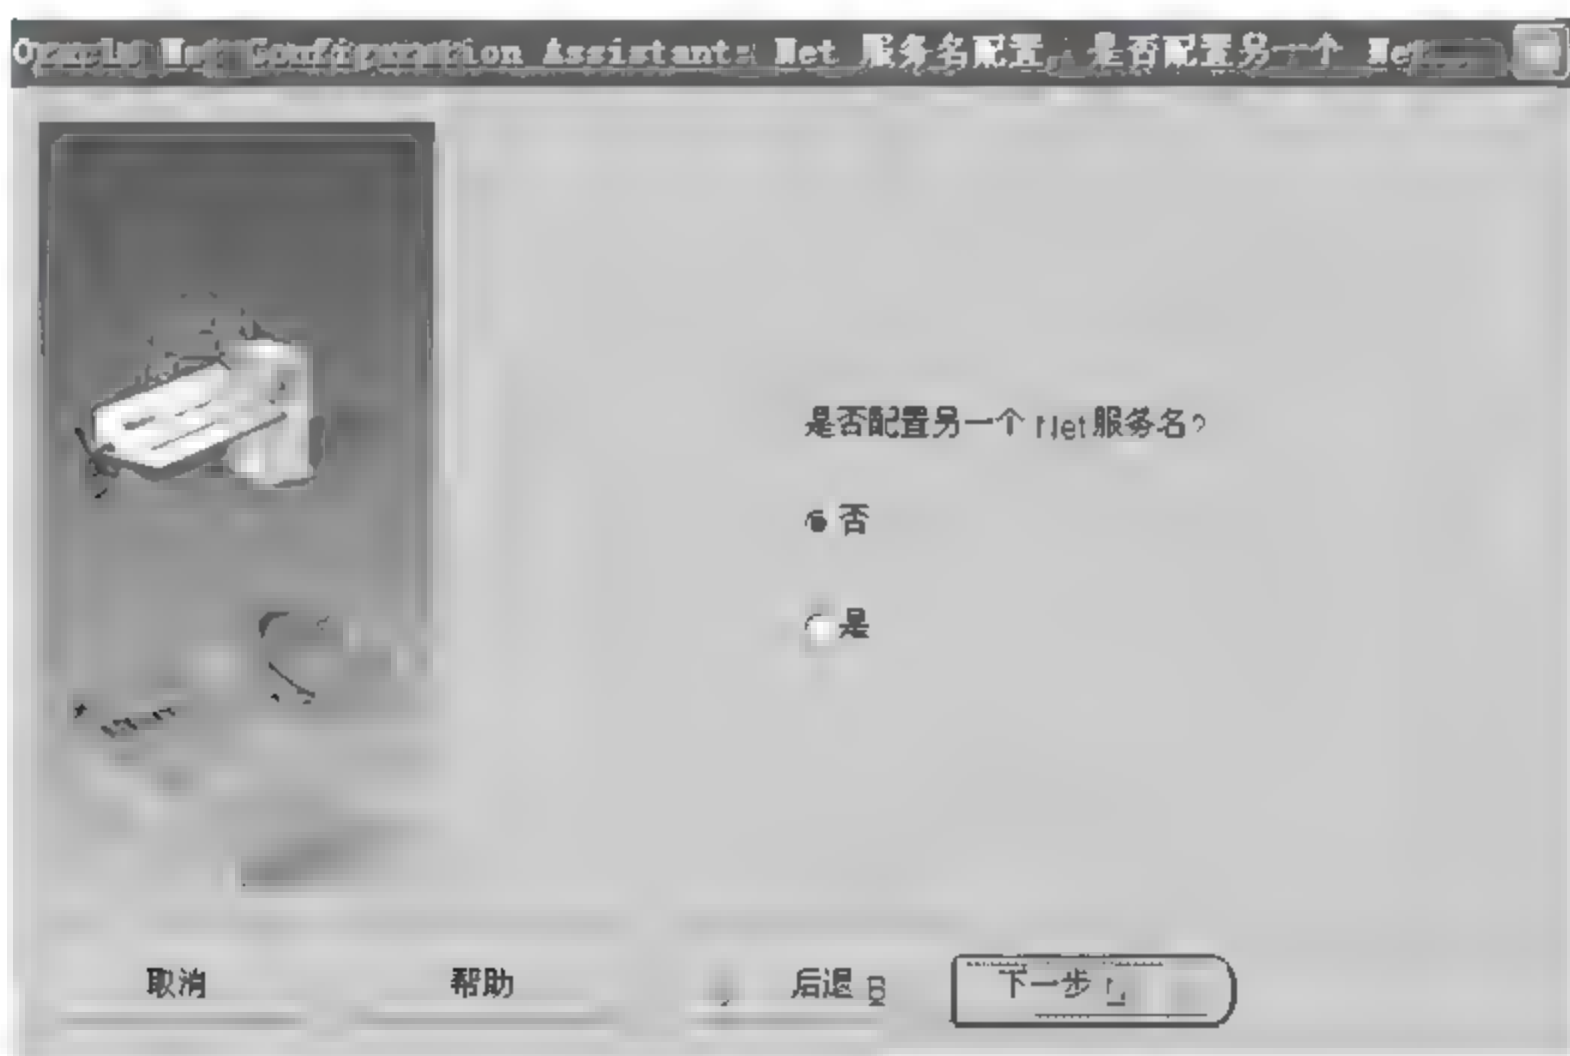 Oracle Net Configuration Assistant: Net 服务名配置, 是否配置另一个 Net
是否配置另一个 Net服务名?
否
是
取消
帮助
后退 B
下一步 N